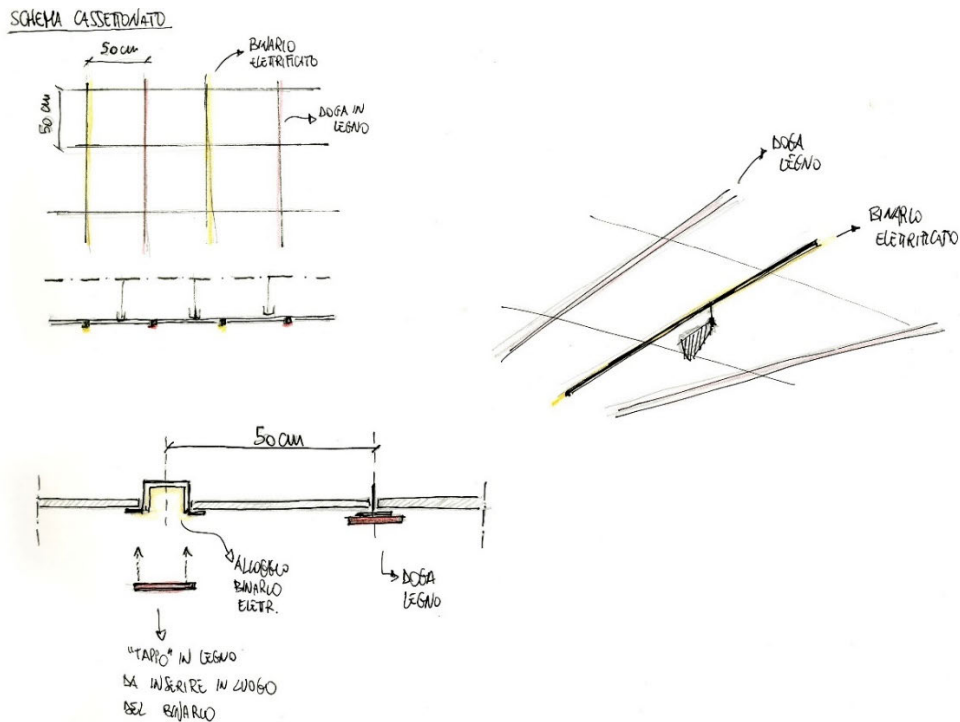 SCHEMA CASSETTONATO
50 cm
50 cm
BINARIO
ELETTRIFICATO
DOGA IN
LEGNO
DOGA
LEGNO
BINARIO
ELETTRIFICATO
50 cm
ALLOGGIO
BINARIO
ELETTR.
DOGA
LEGNO
"TAPPO" IN LEGNO
DA INSERIRE IN LUOGO
DEL BINARIO